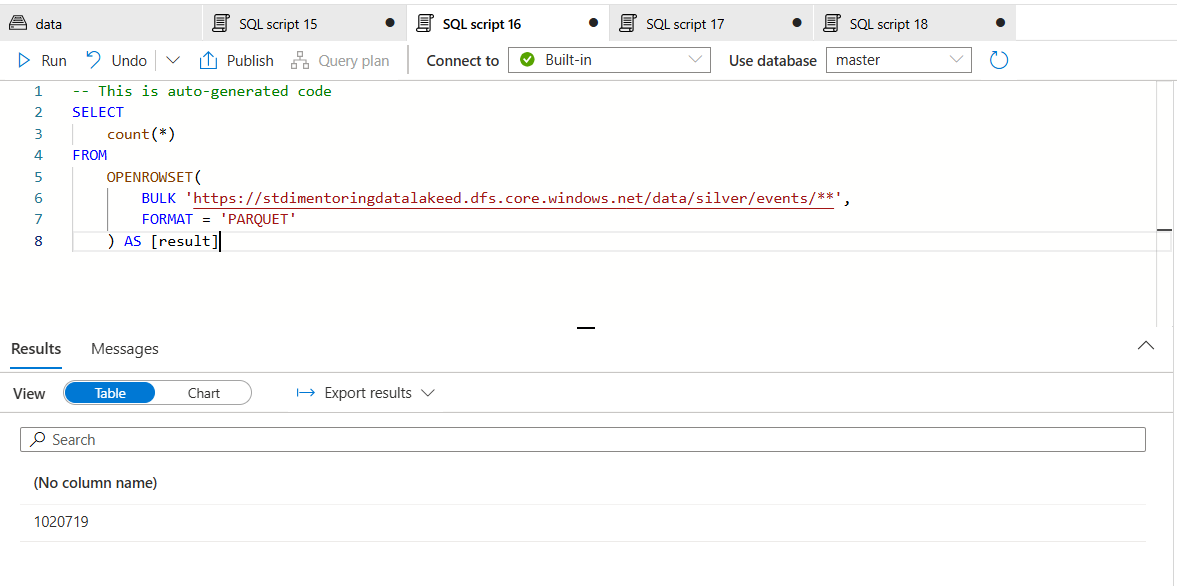 data SQL script 15 SQL script 16 SQL script 17 SQL script 18
Run Undo Publish Query plan Connect to Built-in Use database master
1 -- This is auto-generated code
2 SELECT
3 count(*)
4 FROM
5 OPENROWSET(
6 BULK 'https://stdimentoringdatalakeed.dfs.core.windows.net/data/silver/events/**',
7 FORMAT = 'PARQUET'
8 ) AS [result]
Results Messages
View Table Chart Export results
Search
(No column name)
1020719